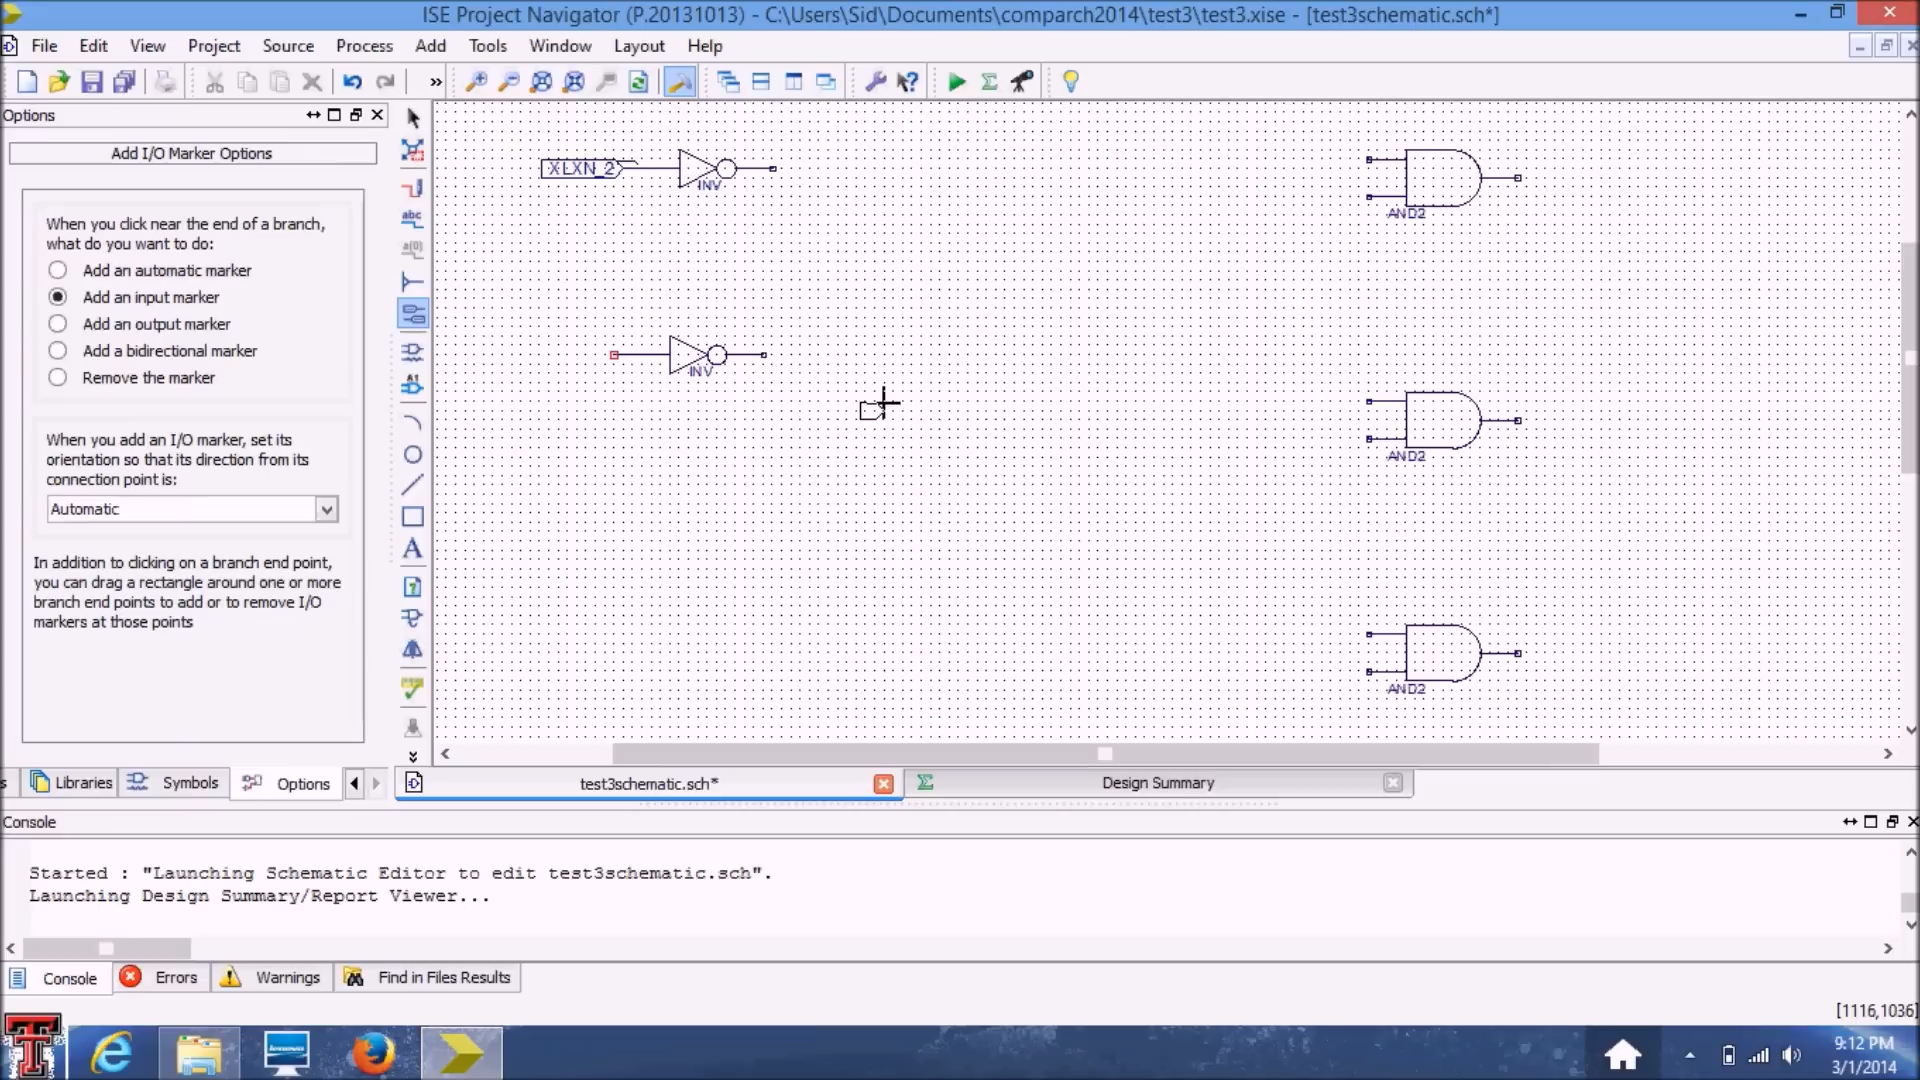 ISE Project Navigator (P.20131013) - C:\Users\Sid\Documents\comparch2014\test3\test3.xise - [test3schematic.sch*]
File Edit View Project Source Process Add Tools Window Layout Help
Options
Add I/O Marker Options
When you click near the end of a branch,
what do you want to do:
Add an automatic marker
Add an input marker
Add an output marker
Add a bidirectional marker
Remove the marker
When you add an I/O marker, set its
orientation so that its direction from its
connection point is:
Automatic
In addition to clicking on a branch end point,
you can drag a rectangle around one or more
branch end points to add or to remove I/O
markers at those points
abc
a(0)
A1
A
XLXN_2
INV
INV
AND2
AND2
AND2
s Libraries Symbols Options
test3schematic.sch*
Design Summary
Console
Started : "Launching Schematic Editor to edit test3schematic.sch".
Launching Design Summary/Report Viewer...
Console Errors Warnings Find in Files Results
[1116,1036]
9:12 PM
3/1/2014